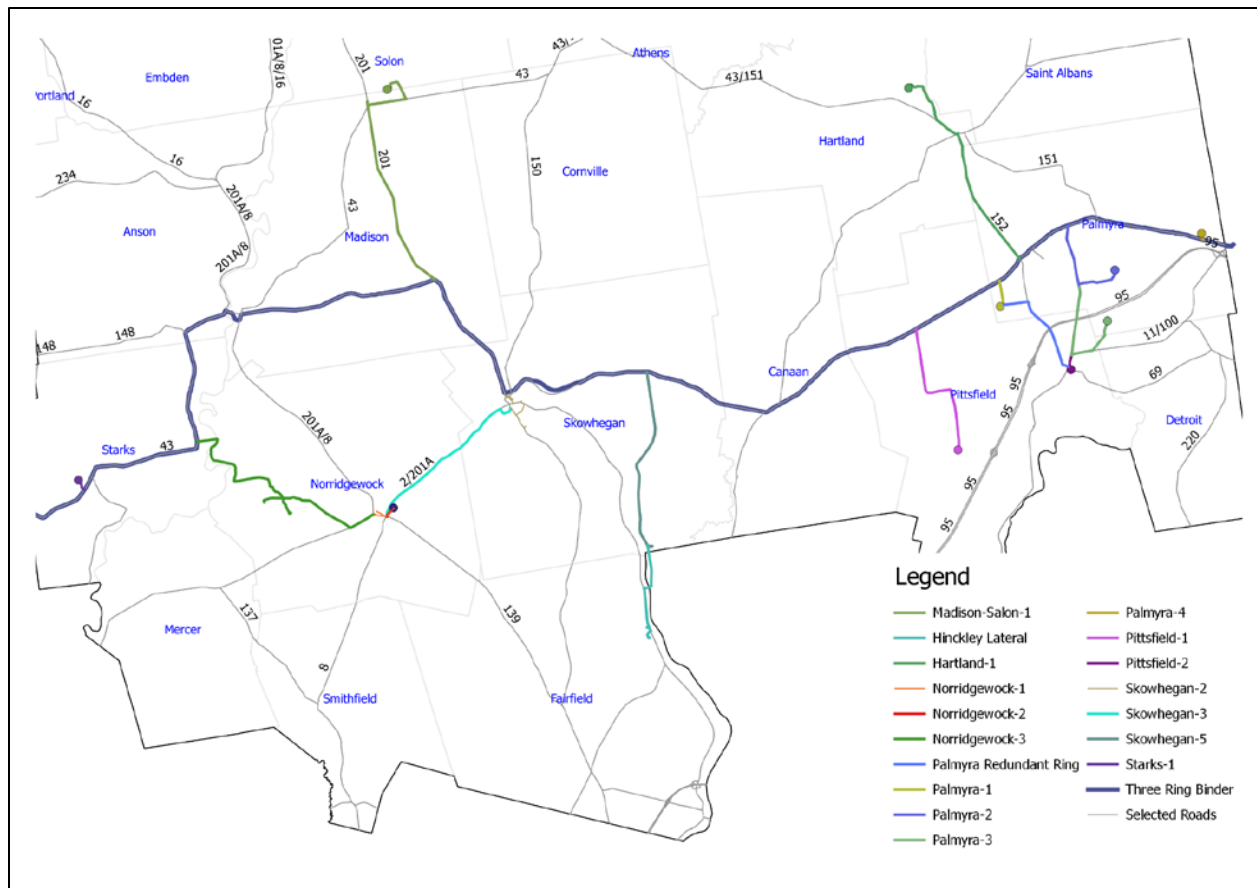 43/
Athens
Solon
01A/8/16
201
Embden
43
43/151
Saint Albans
ortland
16
Hartland
150
201
151
16
Cornville
234
201A/8
43
152
Anson
Madison
Palmyra
201A/8
95
95
148
148
11/100
Canaan
95
69
Pittsfield
95
Skowhegan
Detroit
201A/8
43
Starks
220
2/201A
95
Norridgewock
95
137
139
Mercer
8
Smithfield
Fairfield
Legend
Madison-Salon-1
Hinckley Lateral
Hartland-1
Norridgewock-1
Norridgewock-2
Norridgewock-3
Palmyra Redundant Ring
Palmyra-1
Palmyra-2
Palmyra-3
Palmyra-4
Pittsfield-1
Pittsfield-2
Skowhegan-2
Skowhegan-3
Skowhegan-5
Starks-1
Three Ring Binder
Selected Roads